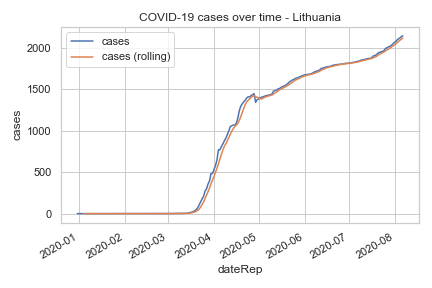 COVID-19 cases over time - Lithuania
cases
cases (rolling)
2000
1500
1000
500
0
cases
2020-01
2020-02
2020-03
2020-04
2020-05
2020-06
2020-07
2020-08
dateRep